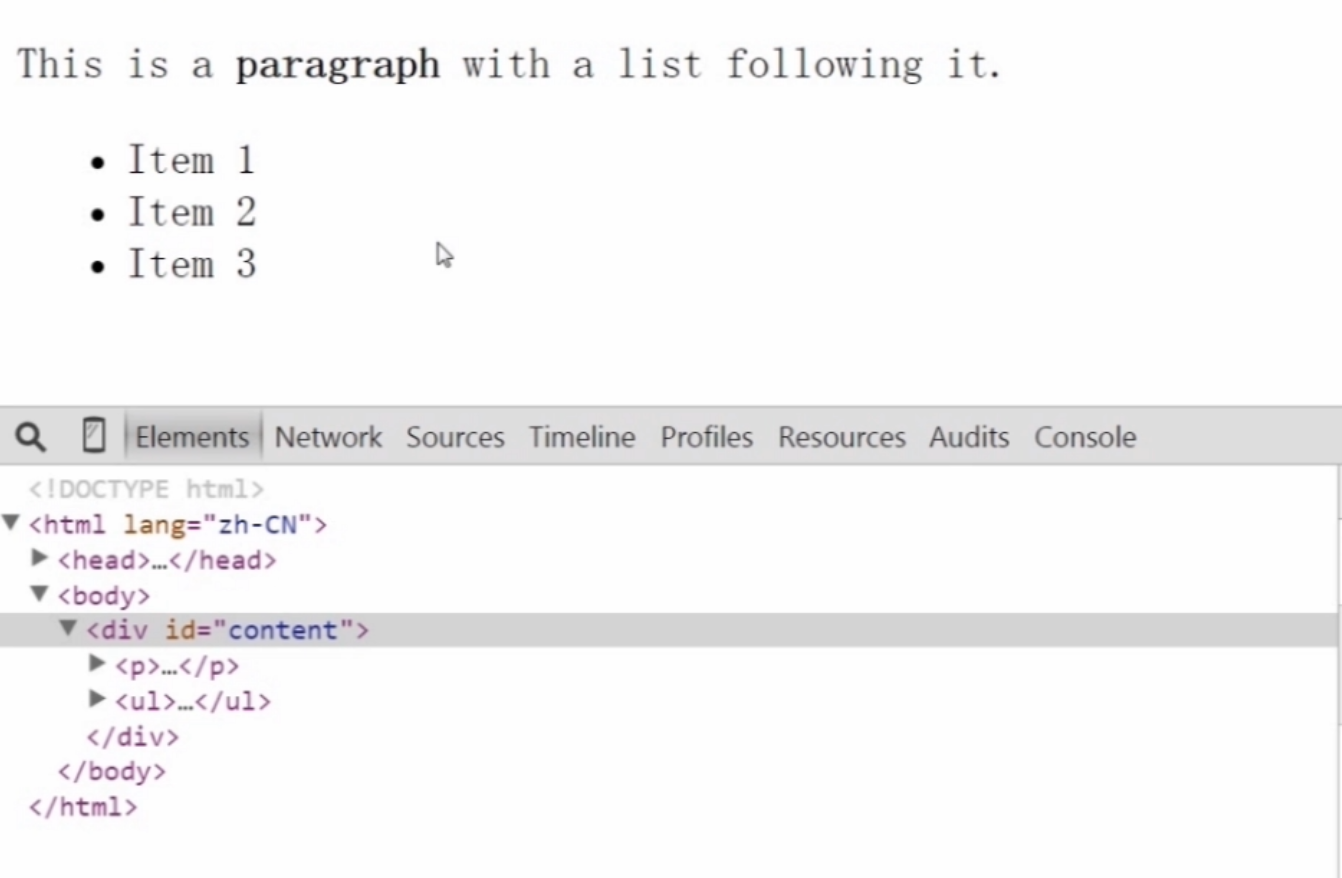 This is a paragraph with a list following it.
• Item 1
• Item 2
• Item 3
Elements Network Sources Timeline Profiles Resources Audits Console
<!DOCTYPE html>
▼<html lang="zh-CN">
▶<head>…</head>
▼<body>
▼<div id="content">
▶<p>…</p>
▶<ul>…</ul>
</div>
</body>
</html>